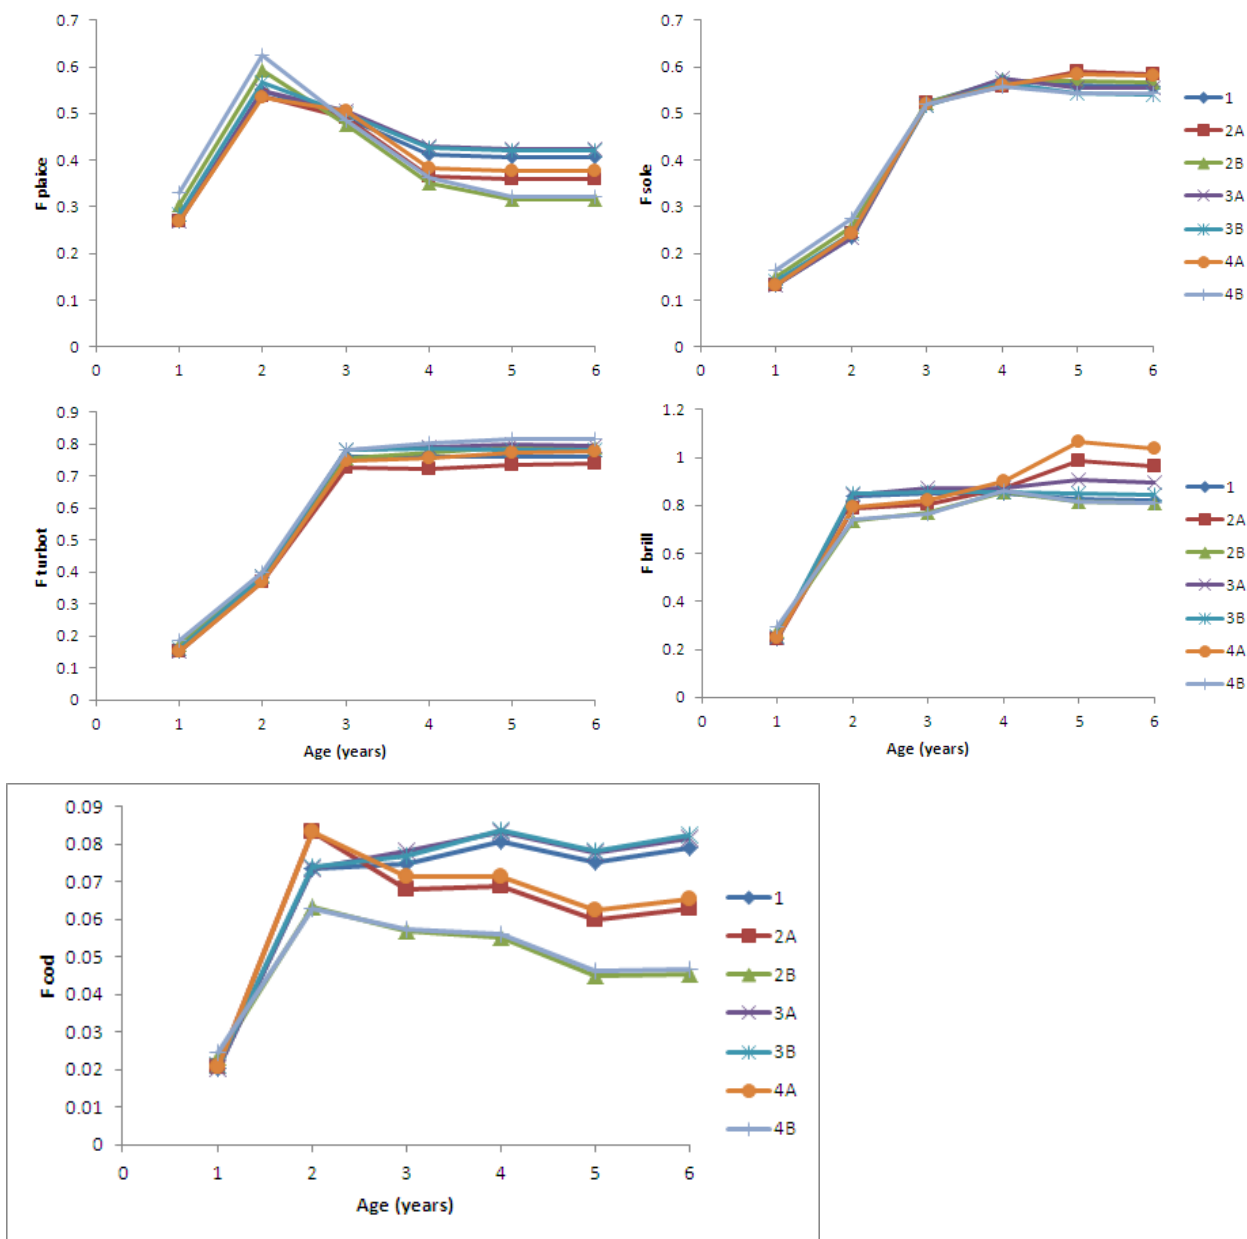 F plaice
0.7
0.6
0.5
0.4
0.3
0.2
0.1
0
0 1 2 3 4 5 6
F sole
0.7
0.6
0.5
0.4
0.3
0.2
0.1
0
0 1 2 3 4 5 6
1
2A
2B
3A
3B
4A
4B
F turbot
0.9
0.8
0.7
0.6
0.5
0.4
0.3
0.2
0.1
0
0 1 2 3 4 5 6
Age (years)
F brill
1.2
1
0.8
0.6
0.4
0.2
0
0 1 2 3 4 5 6
Age (years)
1
2A
2B
3A
3B
4A
4B
F cod
0.09
0.08
0.07
0.06
0.05
0.04
0.03
0.02
0.01
0
0 1 2 3 4 5 6
Age (years)
1
2A
2B
3A
3B
4A
4B